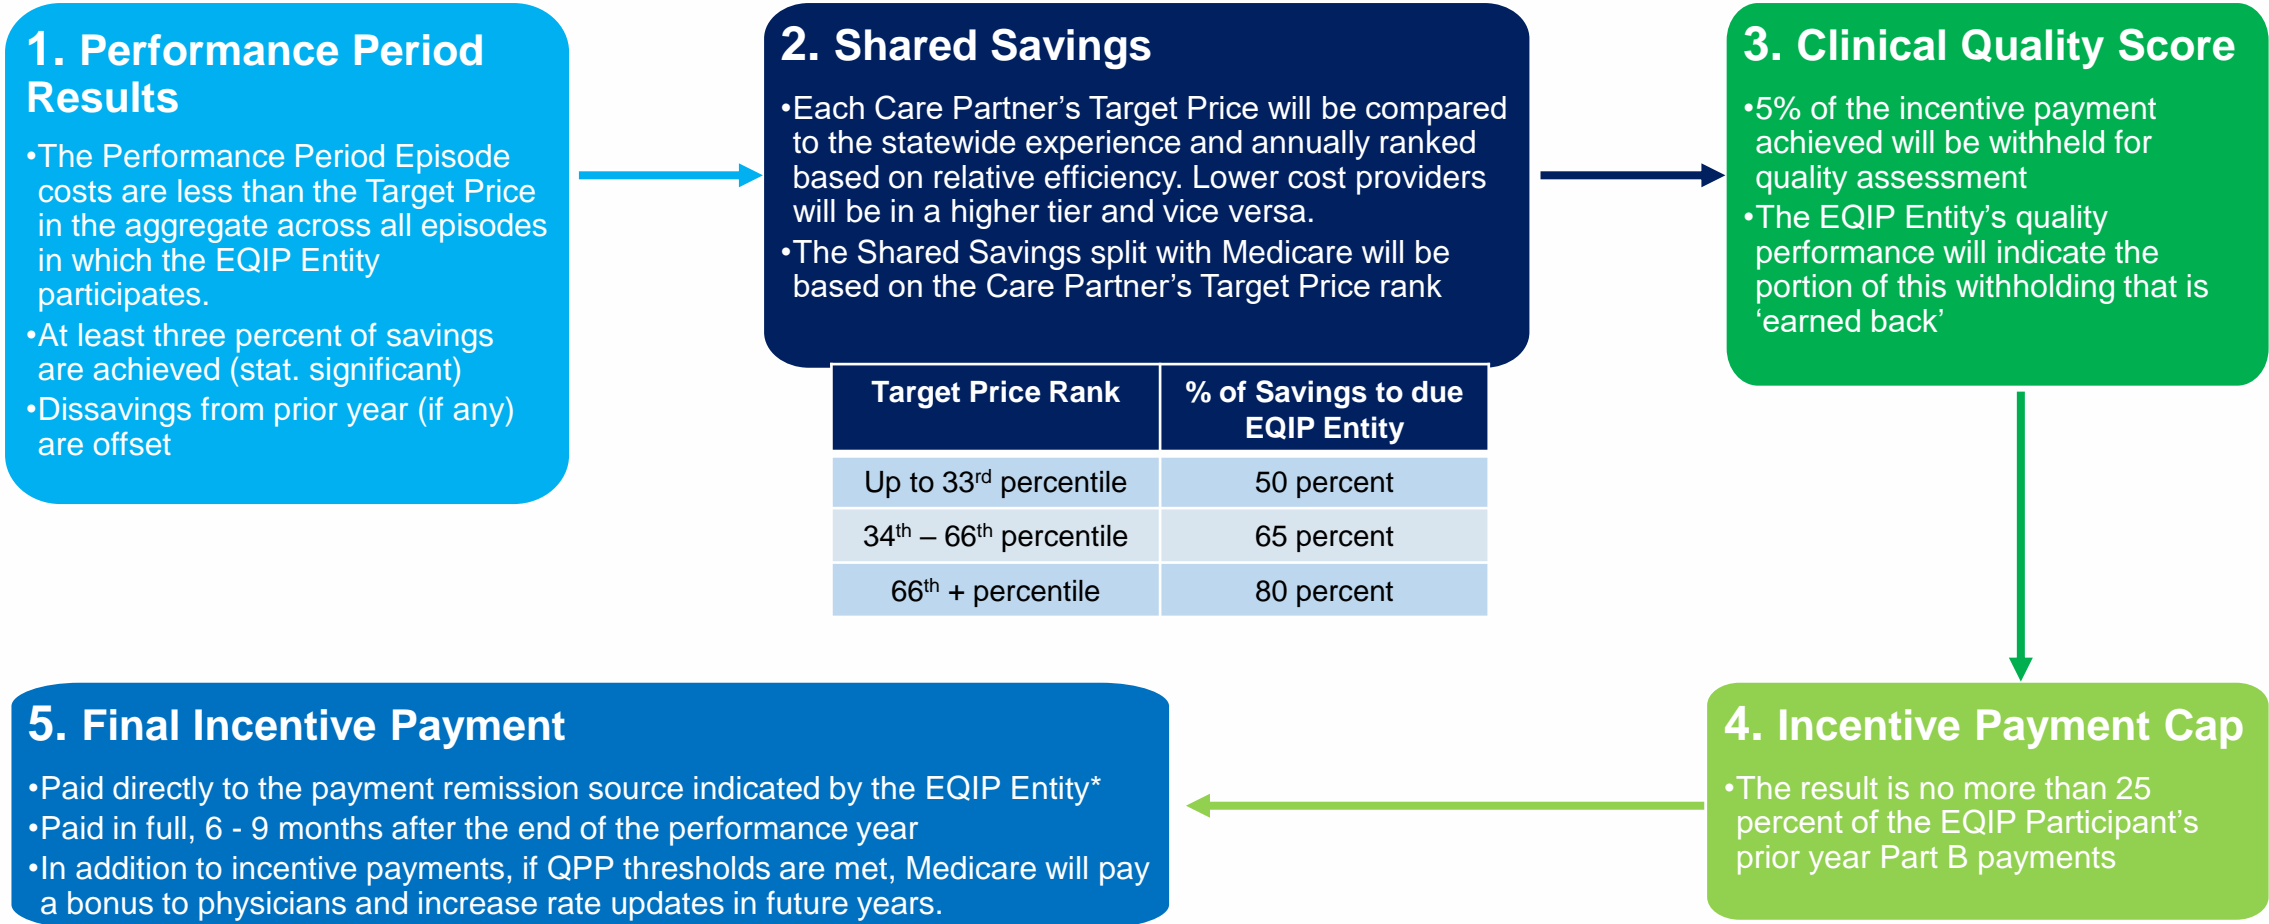 1. Performance Period
Results
•The Performance Period Episode
costs are less than the Target Price
in the aggregate across all episodes
in which the EQIP Entity
participates.
•At least three percent of savings
are achieved (stat. significant)
•Dissavings from prior year (if any)
are offset
2. Shared Savings
•Each Care Partner’s Target Price will be compared
to the statewide experience and annually ranked
based on relative efficiency. Lower cost providers
will be in a higher tier and vice versa.
•The Shared Savings split with Medicare will be
based on the Care Partner’s Target Price rank
Target Price Rank
% of Savings to due
EQIP Entity
Up to 33rd percentile
50 percent
34th – 66th percentile
65 percent
66th + percentile
80 percent
3. Clinical Quality Score
•5% of the incentive payment
achieved will be withheld for
quality assessment
•The EQIP Entity’s quality
performance will indicate the
portion of this withholding that is
‘earned back’
4. Incentive Payment Cap
•The result is no more than 25
percent of the EQIP Participant’s
prior year Part B payments
5. Final Incentive Payment
•Paid directly to the payment remission source indicated by the EQIP Entity*
•Paid in full, 6 - 9 months after the end of the performance year
•In addition to incentive payments, if QPP thresholds are met, Medicare will pay
a bonus to physicians and increase rate updates in future years.